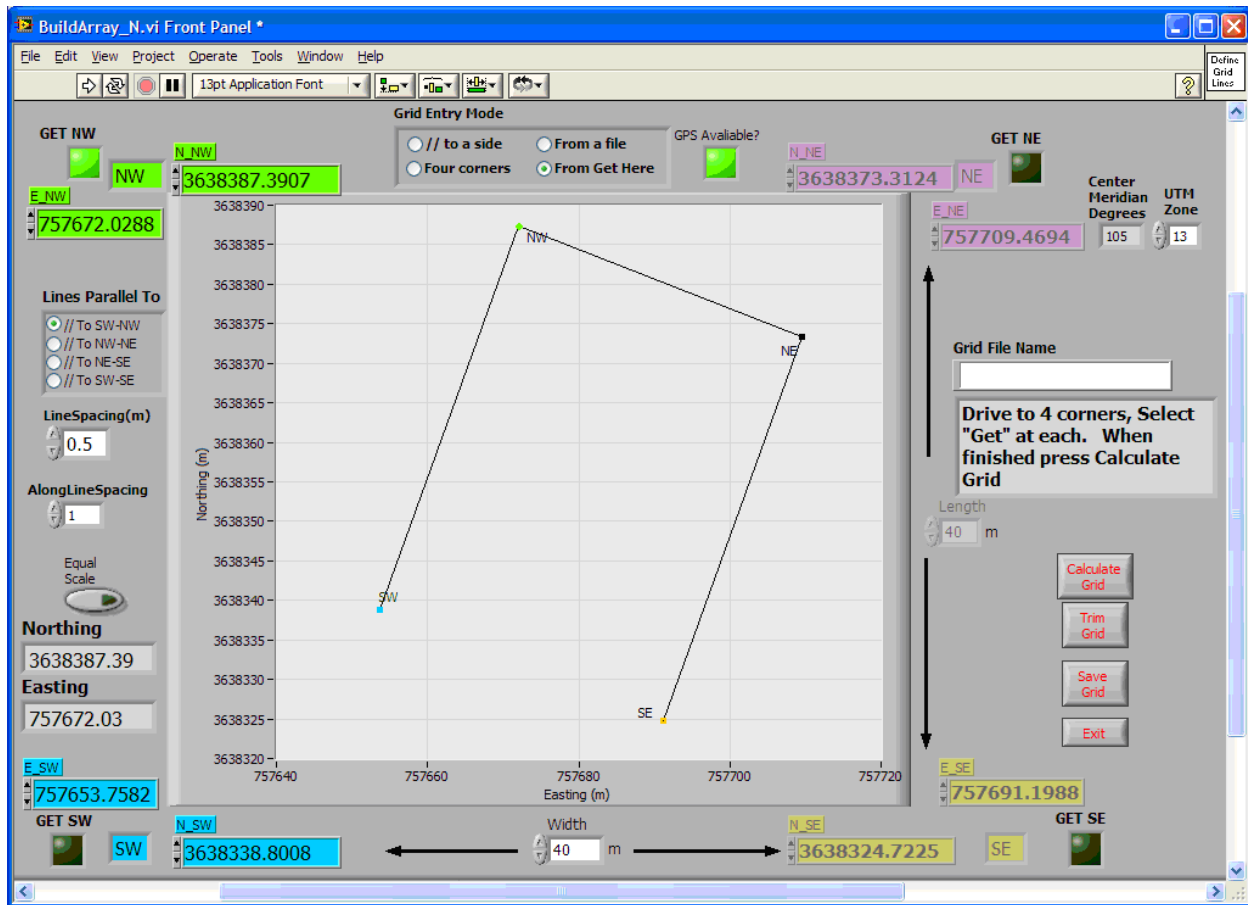 BuildArray_N.vi Front Panel *
File Edit View Project Operate Tools Window Help
13pt Application Font
Define
Grid
Lines
Grid Entry Mode
// to a side
From a file
Four corners
From Get Here
GPS Avaliable?
GET NW
NW
N_NW
3638387.3907
E_NW
757672.0288
N_NE
3638373.3124
NE
GET NE
E_NE
757709.4694
Center
Meridian
Degrees
105
UTM
Zone
13
Lines Parallel To
// To SW-NW
// To NW-NE
// To NE-SE
// To SW-SE
LineSpacing(m)
0.5
AlongLineSpacing
1
Equal
Scale
Northing
3638387.39
Easting
757672.03
Northing (m)
3638390
3638385
3638380
3638375
3638370
3638365
3638360
3638355
3638350
3638345
3638340
3638335
3638330
3638325
3638320
NW
NE
SW
SE
757640
757660
757680
757700
757720
Easting (m)
Grid File Name
Drive to 4 corners, Select
"Get" at each. When
finished press Calculate
Grid
Length
40 m
Calculate
Grid
Trim
Grid
Save
Grid
Exit
E_SW
757653.7582
GET SW
SW
N_SW
3638338.8008
Width
40 m
E_SE
757691.1988
N_SE
3638324.7225
SE
GET SE